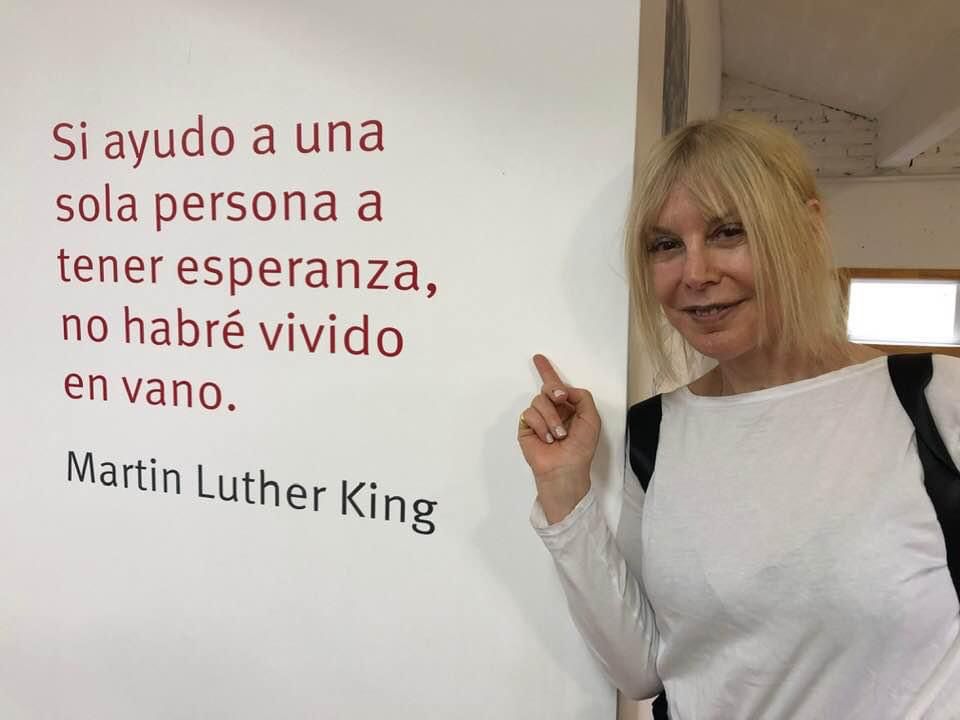 Si ayudo a una
sola persona a
tener esperanza,
no habré vivido
en vano.
Martin Luther King